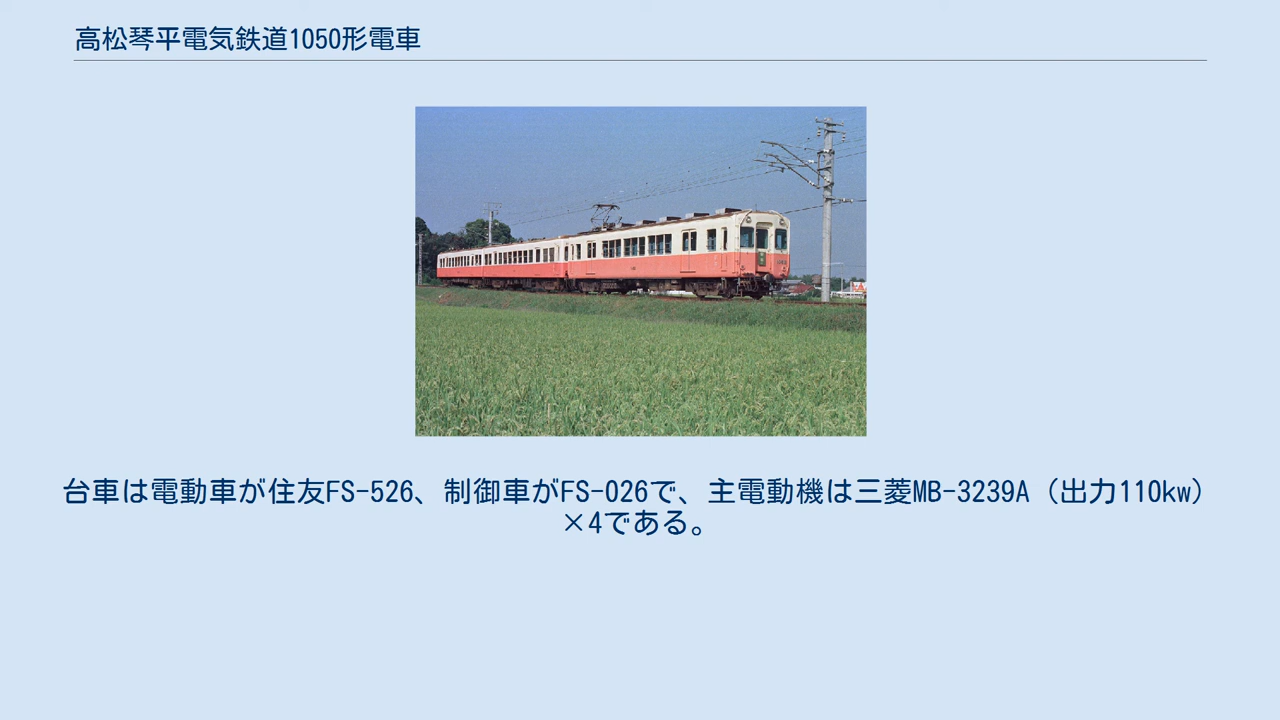 高松琴平電気鉄道1050形電車
台車は電動車が住友FS-526、制御車がFS-026で、主電動機は三菱MB-3239A（出力110kw）
×4である。